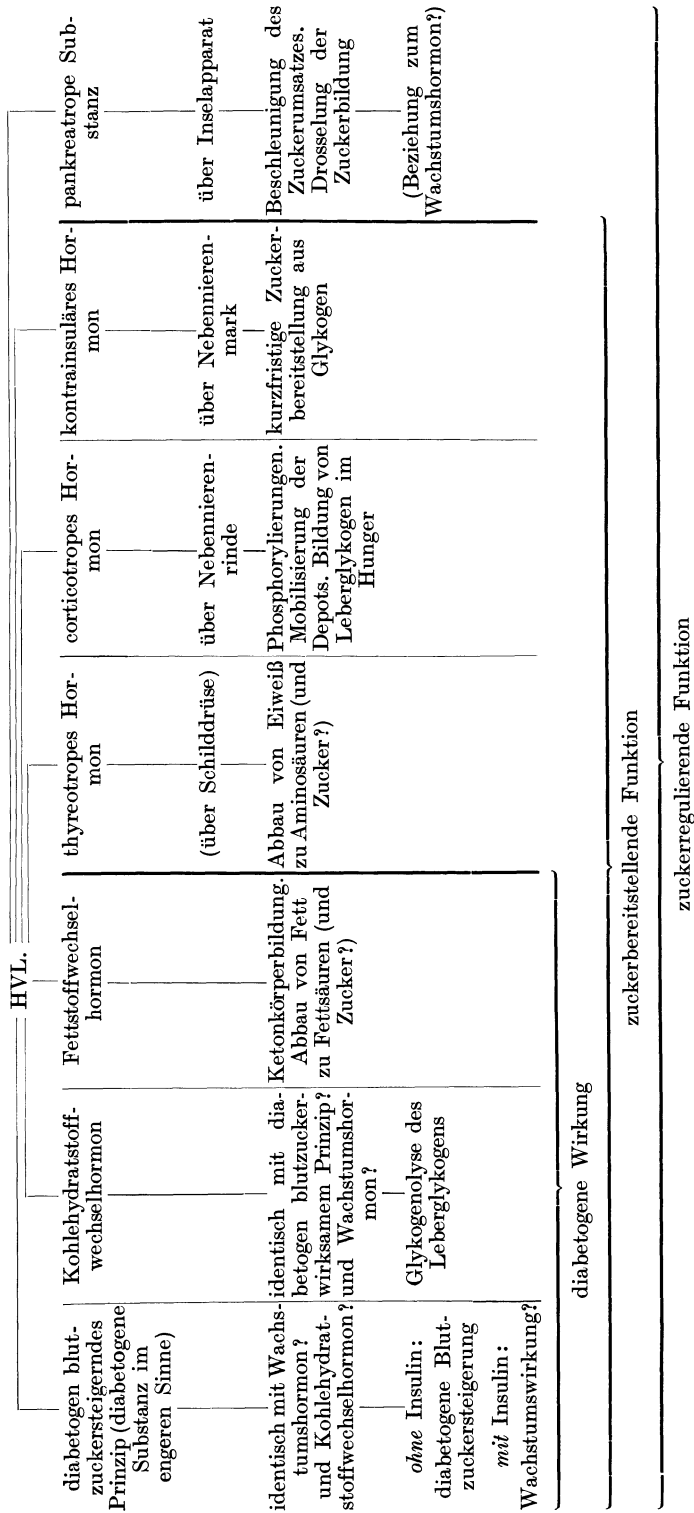 HVL.
diabetogen blut-
zuckersteigerndes
Prinzip (diabetogene
Substanz im
engeren Sinne)
identisch mit Wachs-
tumshormon?
und Kohlehydrat-
stoffwechselhormon?
ohne Insulin:
diabetogene Blut-
zuckersteigerung
mit Insulin:
Wachstumswirkung?
Kohlehydratstoff-
wechselhormon
identisch mit dia-
betogen blutzucker-
wirksamem Prinzip?
und Wachstumshor-
mon?
Glykogenolyse des
Leberglykogens
Fettstoffwechsel-
hormon
Ketonkörperbildung.
Abbau von Fett
zu Fettsäuren (und
Zucker?)
thyreotropes Hor-
mon
(über Schilddrüse)
Abbau von Eiweiß
zu Aminosäuren (und
Zucker?)
corticotropes Hor-
mon
über Nebennieren-
rinde
Phosphorylierungen.
Mobilisierung der
Depots. Bildung von
Leberglykogen im
Hunger
kontrainsuläres Hor-
mon
über Nebennieren-
mark
kurzfristige Zucker-
bereitstellung aus
Glykogen
pankreatrope Sub-
stanz
über Inselapparat
Beschleunigung des
Zuckerumsatzes.
Drosselung der
Zuckerbildung
(Beziehung zum
Wachstumshormon?)
diabetogene Wirkung
zuckerbereitstellende Funktion
zuckerregulierende Funktion